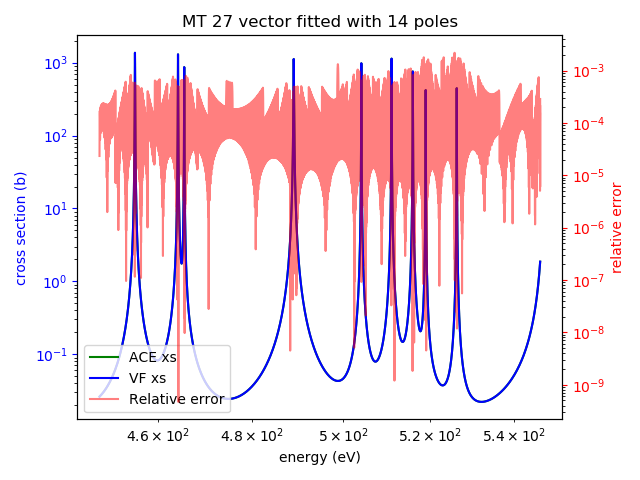 MT 27 vector fitted with 14 poles
cross section (b)
10³
10²
10¹
10⁰
10⁻¹
10⁻³
10⁻⁴
10⁻⁵
10⁻⁶
10⁻⁷
10⁻⁸
10⁻⁹
relative error
ACE xs
VF xs
Relative error
4.6 × 10² 4.8 × 10² 5 × 10² 5.2 × 10² 5.4 × 10²
energy (eV)